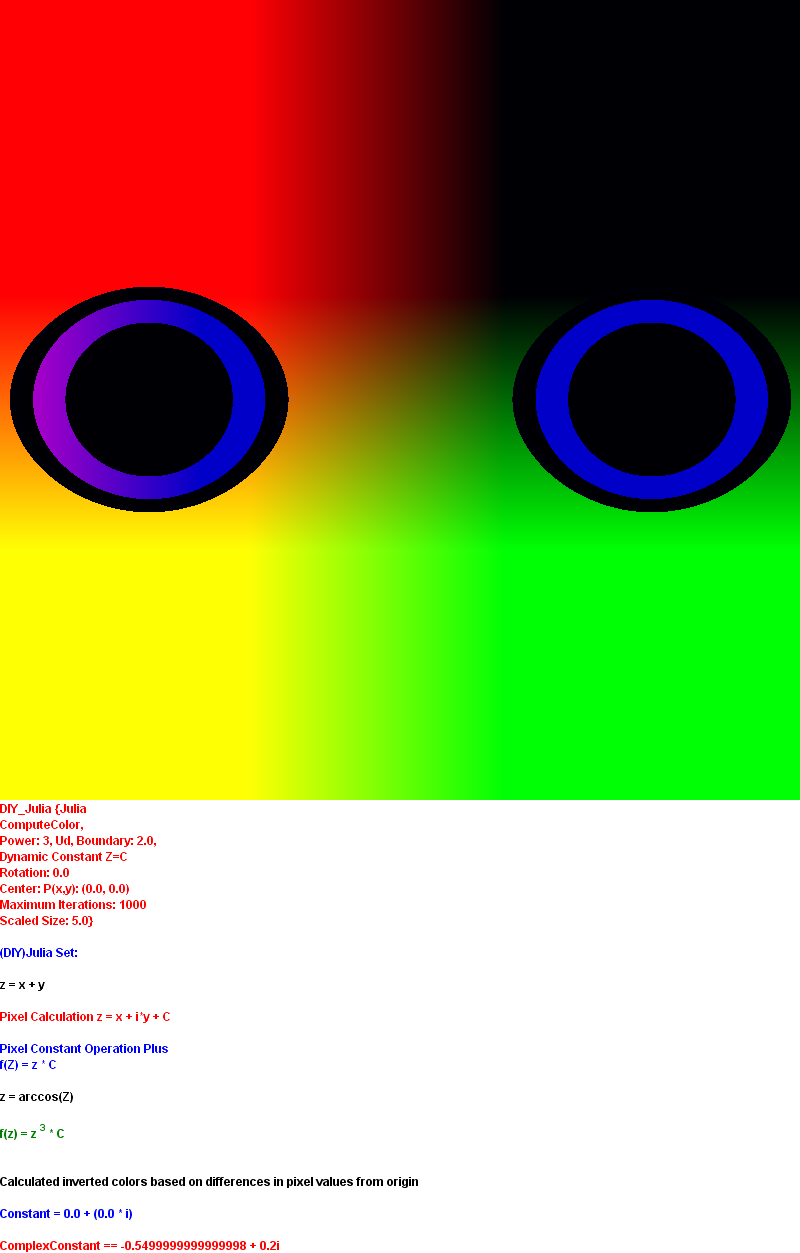 DIY_Julia {Julia
ComputeColor,
Power: 3, Ud, Boundary: 2.0,
Dynamic Constant Z=C
Rotation: 0.0
Center: P(x,y): (0.0, 0.0)
Maximum Iterations: 1000
Scaled Size: 5.0}
(DIY)Julia Set:
z = x + y
Pixel Calculation z = x + i*y + C
Pixel Constant Operation Plus
f(Z) = z * C
z = arccos(Z)
f(z) = z ³ * C
Calculated inverted colors based on differences in pixel values from origin
Constant = 0.0 + (0.0 * i)
ComplexConstant == -0.5499999999999998 + 0.2i